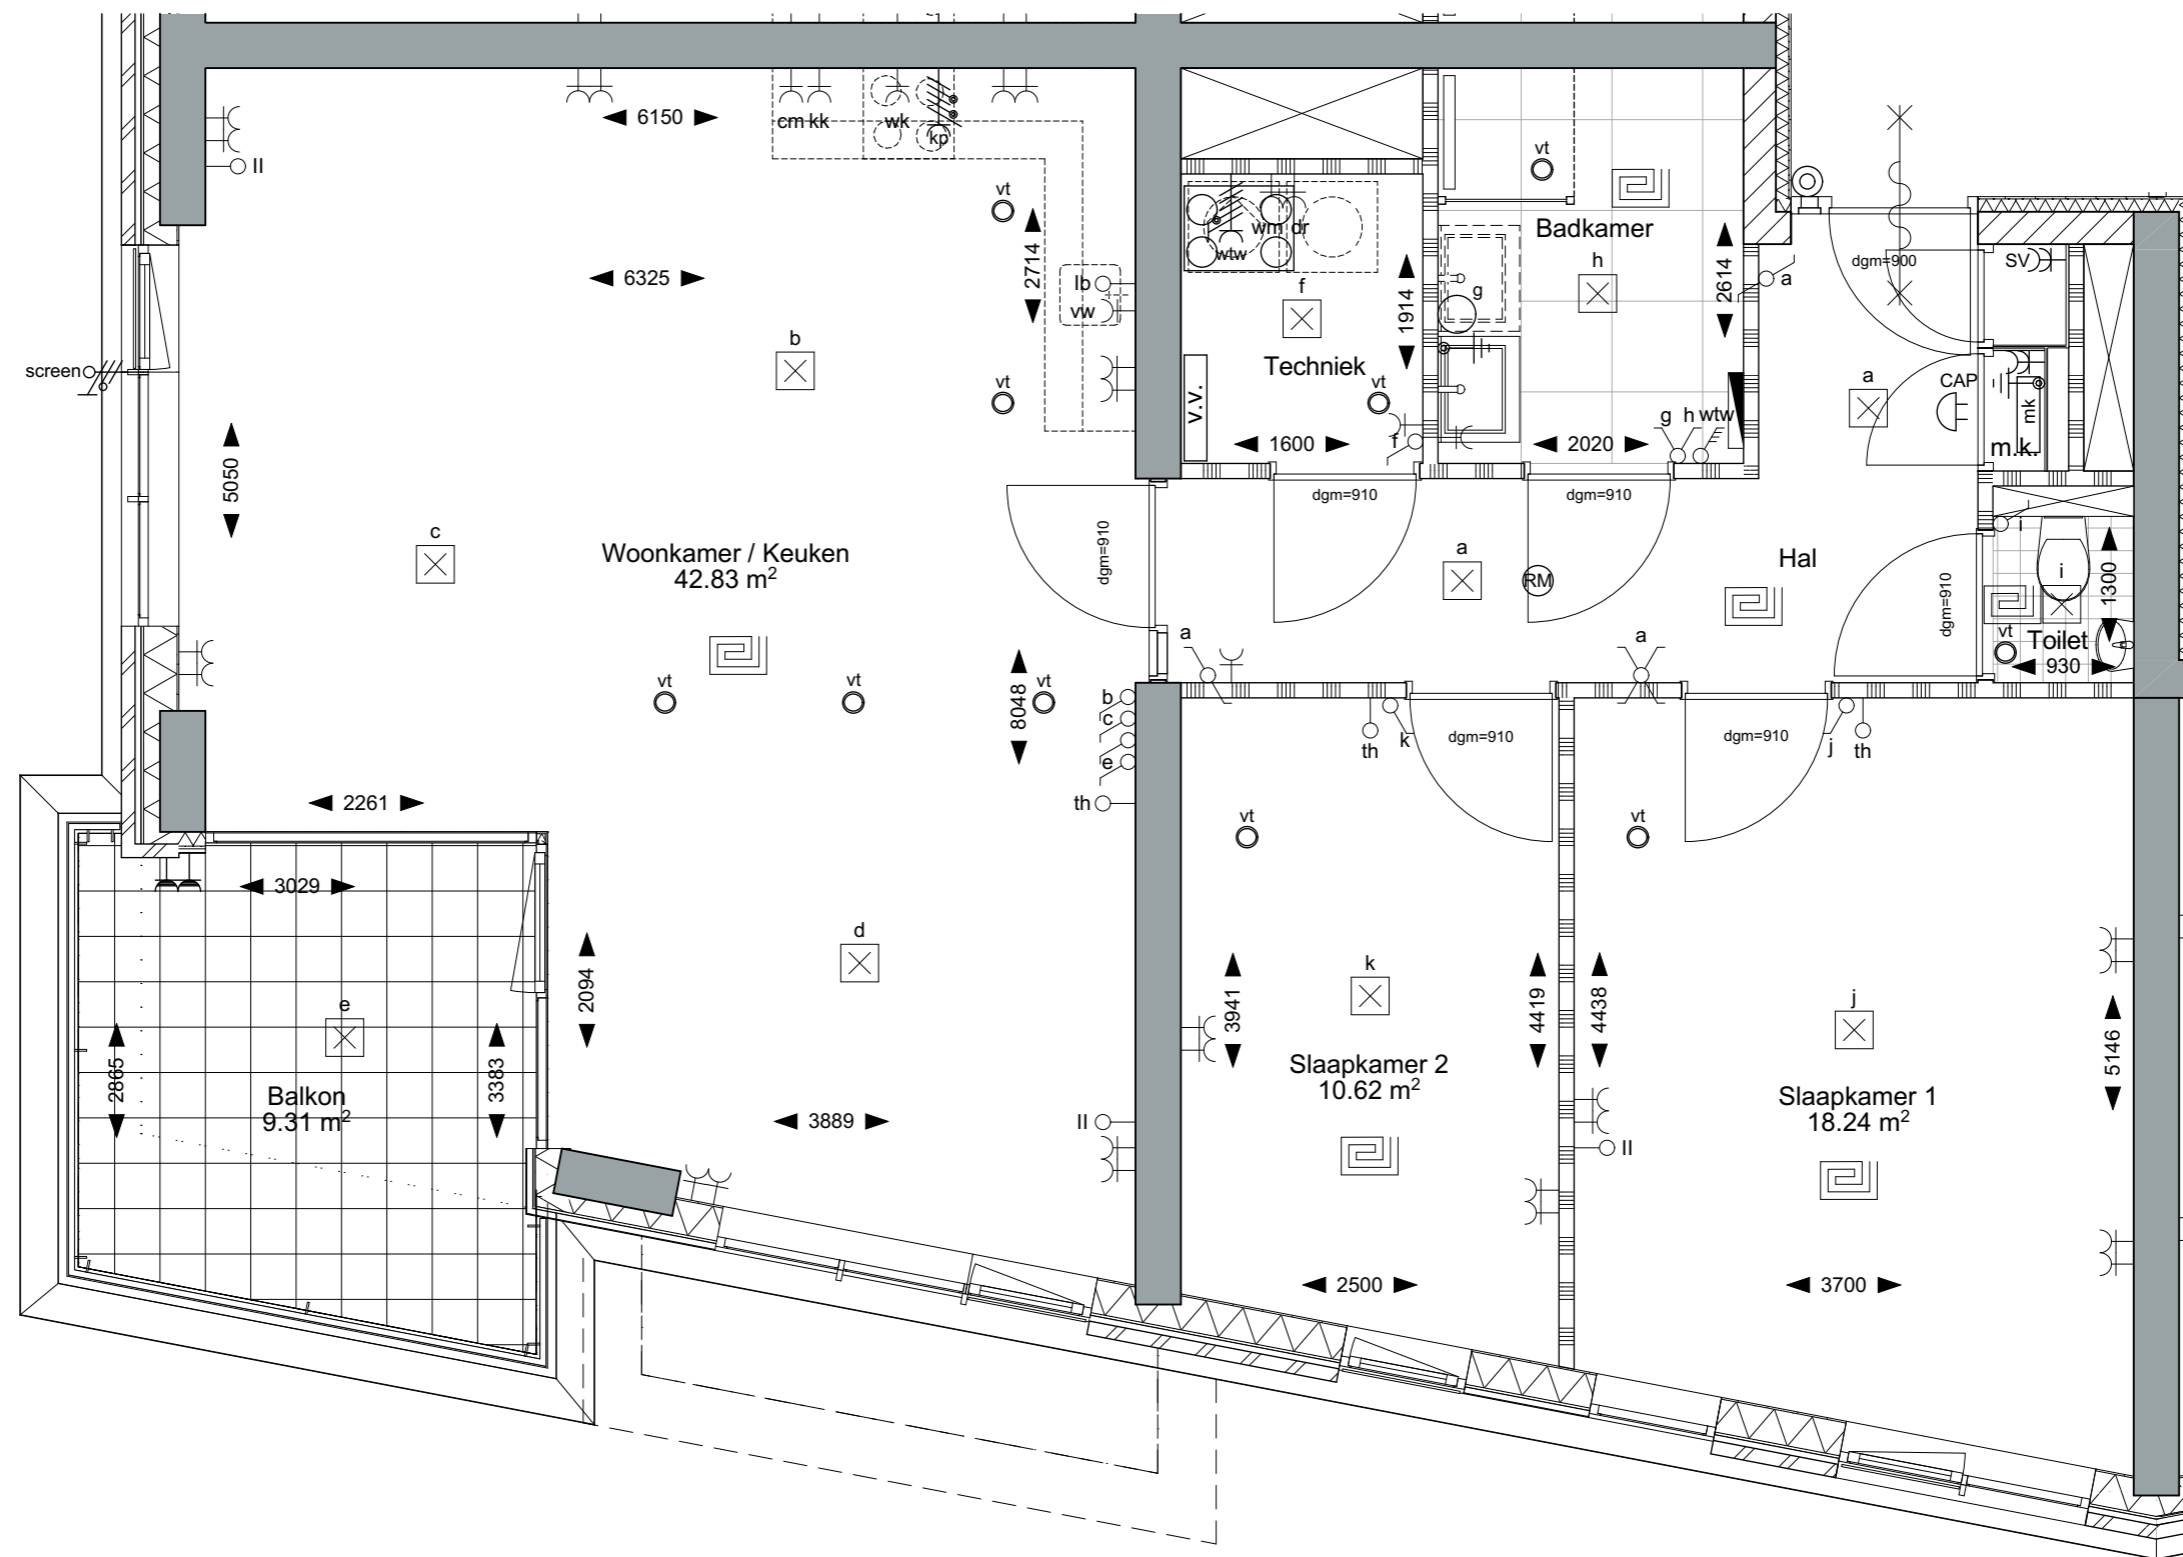 6150
cm kk
wk
kp
ll
vt
vt
2714
6325
lb
vw
b
screen
vt
5050
c
Woonkamer / Keuken
42.83 m²
dgm=910
vt
vt
vt
8048
b
c
e
th
2261
wm dr
wtw
f
Techniek
1914
v.v.
vt
f
1600
dgm=910
Badkamer
g
h
2614
g
h
wtw
2020
dgm=910
a
dgm=900
SV
a
CAP
mk
m.k.
i
i
1300
vt
Toilet
930
dgm=910
Hal
a
RM
a
a
th
k
dgm=910
dgm=910
j
th
vt
vt
3029
2094
d
e
2865
3383
Balkon
9.31 m²
3889
ll
3941
k
4419
Slaapkamer 2
10.62 m²
2500
4438
j
5146
Slaapkamer 1
18.24 m²
ll
3700